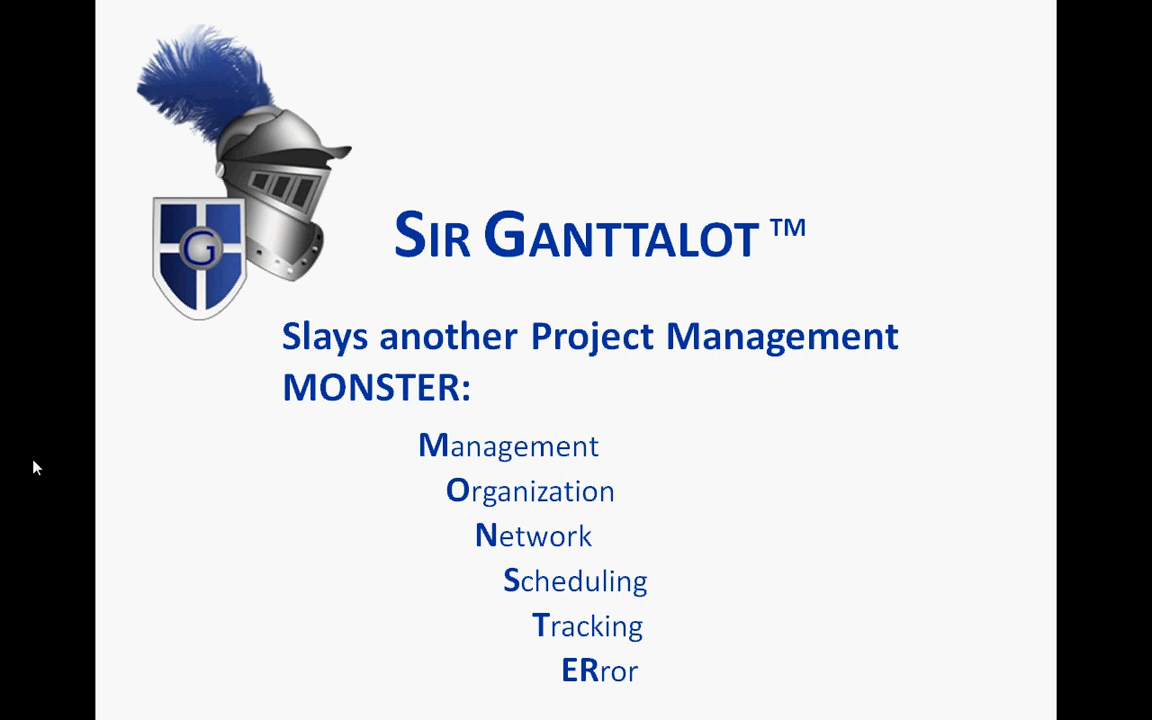 G
SIR GANTTALOT ™
Slays another Project Management
MONSTER:
Management
Organization
Network
Scheduling
Tracking
ERror